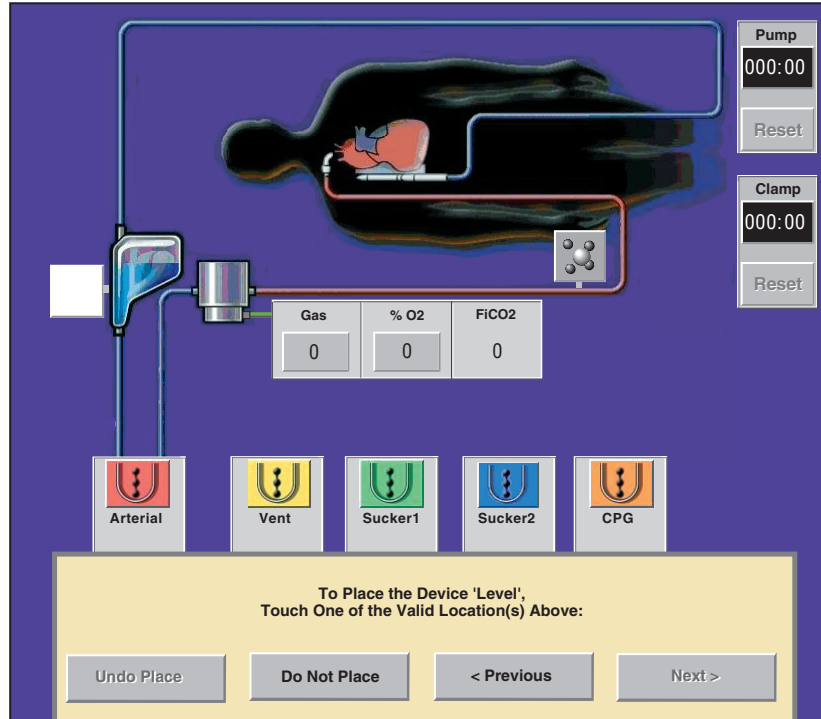 Pump
000:00
Reset
Clamp
000:00
Reset
Gas
% O2
FiCO2
0
0
0
Arterial
Vent
Sucker1
Sucker2
CPG
To Place the Device 'Level',
Touch One of the Valid Location(s) Above:
Undo Place
Do Not Place
< Previous
Next >